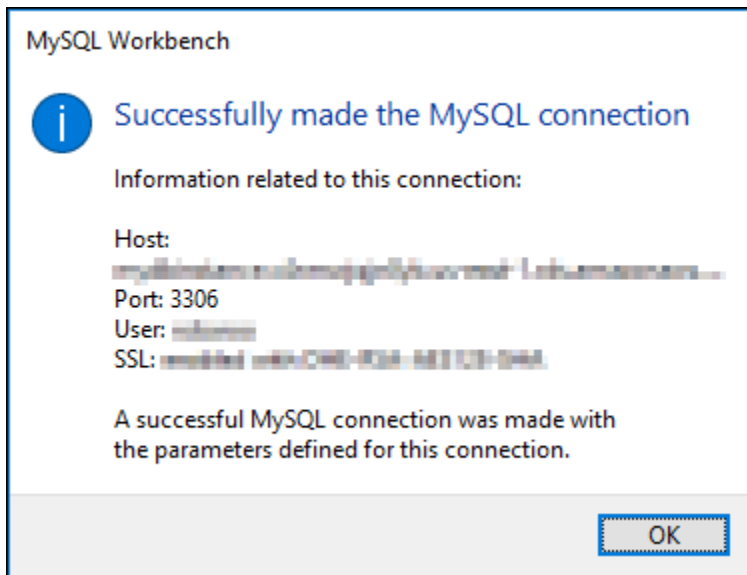 MySQL Workbench
Successfully made the MySQL connection
Information related to this connection:
Host:
Port: 3306
User:
SSL:
A successful MySQL connection was made with
the parameters defined for this connection.
OK